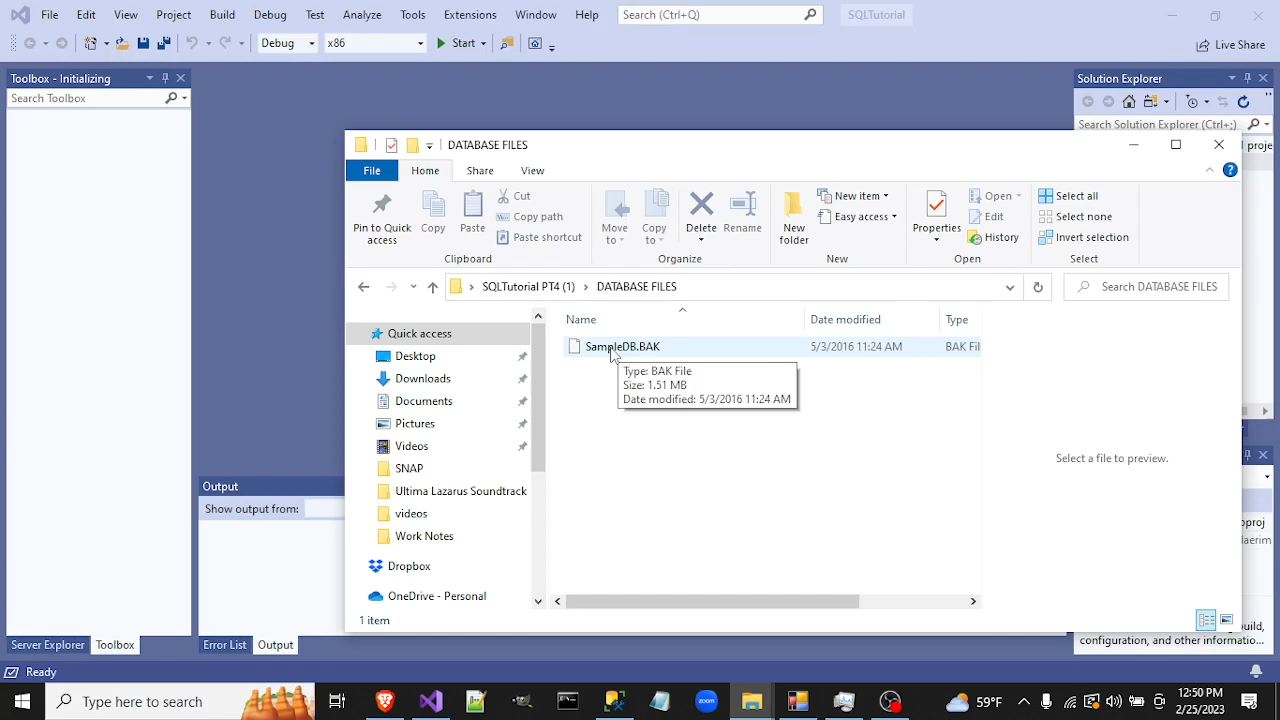 File Edit View Project Build Debug Test Analyze Tools Extensions Window Help Search (Ctrl+Q) SQLTutorial
Debug x86 Start Live Share
Toolbox - Initializing
Search Toolbox
Solution Explorer
Search Solution Explorer (Ctrl+;)
DATABASE FILES
File Home Share View
Pin to Quick access
Copy
Paste
Cut
Copy path
Paste shortcut
Clipboard
Move to
Copy to
Delete
Rename
Organize
New folder
New item
Easy access
New
Properties
Open
Edit
History
Open
Select all
Select none
Invert selection
Select
SQLTutorial PT4 (1) > DATABASE FILES
Search DATABASE FILES
Name Date modified Type
SampleDB.BAK 5/3/2016 11:24 AM BAK Fil
Type: BAK File
Size: 1.51 MB
Date modified: 5/3/2016 11:24 AM
Quick access
Desktop
Downloads
Documents
Pictures
Videos
SNAP
Ultima Lazarus Soundtrack
videos
Work Notes
Dropbox
OneDrive - Personal
1 item
Select a file to preview.
Output
Show output from:
Server Explorer Toolbox
Error List Output
configuration, and other informatio...
Ready
Type here to search
zoom
59°F
12:50 PM
2/25/2023